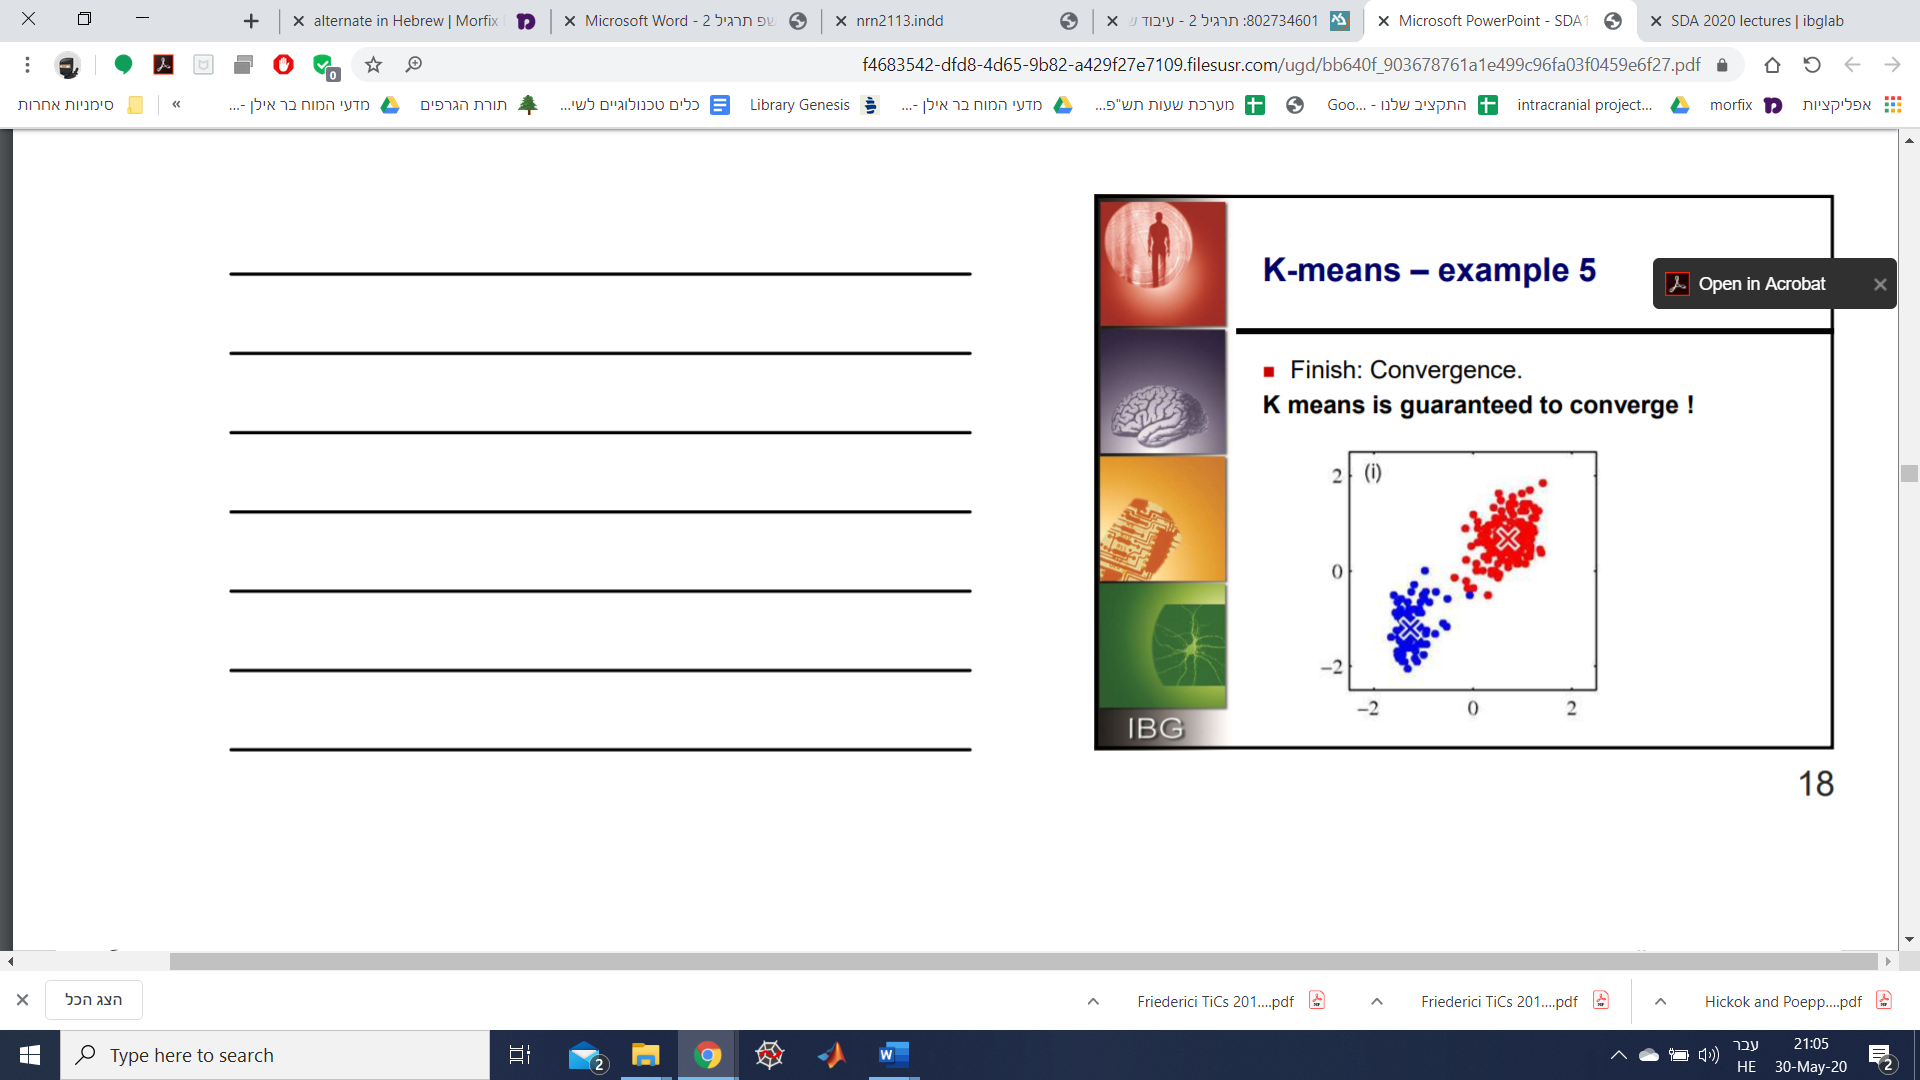 alternate in Hebrew | Morfix
Microsoft Word - שפ תרגיל 2
nrn2113.indd
802734601: תרגיל 2 - עיבוד ש
Microsoft PowerPoint - SDA1
SDA 2020 lectures | ibglab
0
f4683542-dfd8-4d65-9b82-a429f27e7109.filesusr.com/ugd/bb640f_903678761a1e499c96fa03f0459e6f27.pdf
סימניות אחרות
«
מדעי המוח בר אילן -...
תורת הגרפים
כלים טכנולוגיים לשי...
Library Genesis
מדעי המוח בר אילן -...
מערכת שעות תש"פ...
התקציב שלנו - Goo...
intracranial project...
morfix
אפליקציות
K-means – example 5
Open in Acrobat
Finish: Convergence.
K means is guaranteed to converge !
(i)
2
0
−2
−2 0 2
IBG
18
הצג הכל
Friederici TiCs 201....pdf
Friederici TiCs 201....pdf
Hickok and Poepp....pdf
Type here to search
2
עבר
HE
21:05
30-May-20
2